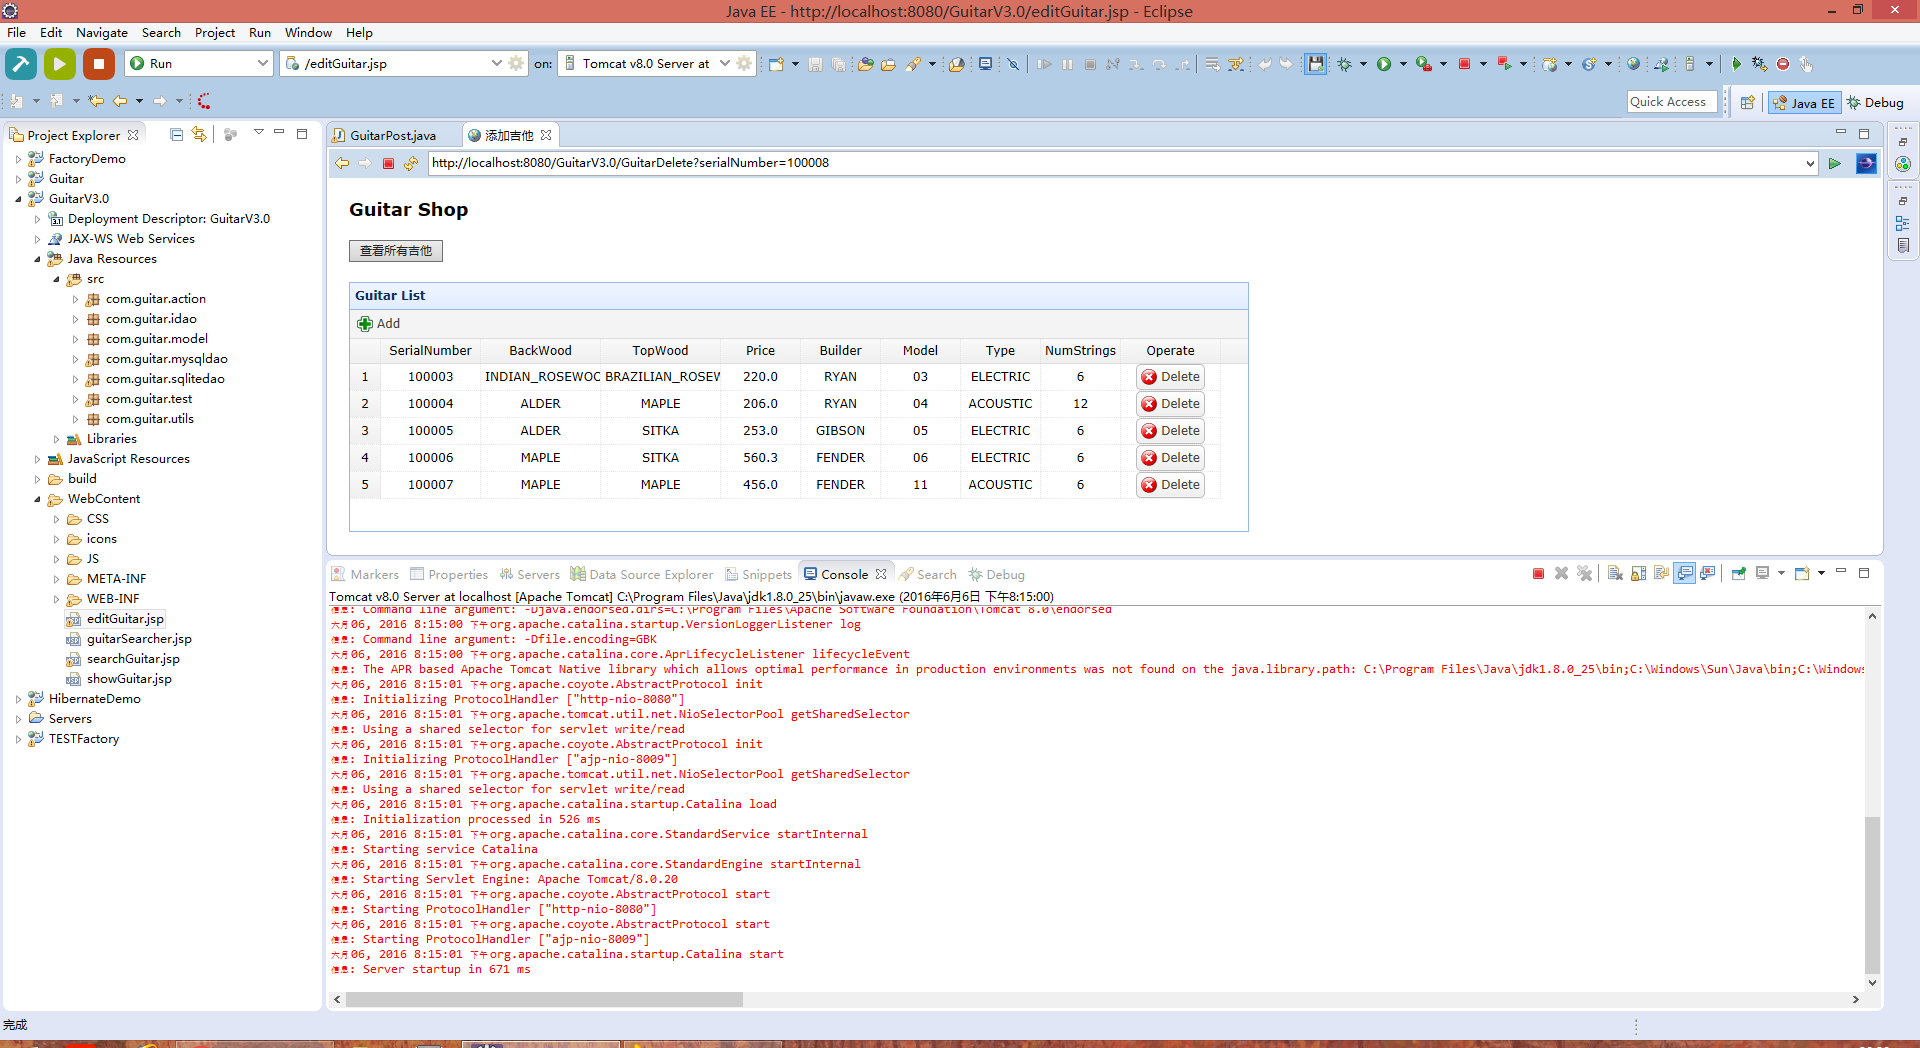 Java EE - http://localhost:8080/GuitarV3.0/editGuitar.jsp - Eclipse
File Edit Navigate Search Project Run Window Help
Run /editGuitar.jsp on: Tomcat v8.0 Server at
Quick Access Java EE Debug
Project Explorer
FactoryDemo
Guitar
GuitarV3.0
Deployment Descriptor: GuitarV3.0
JAX-WS Web Services
Java Resources
src
com.guitar.action
com.guitar.idao
com.guitar.model
com.guitar.mysqldao
com.guitar.sqlitedao
com.guitar.test
com.guitar.utils
Libraries
JavaScript Resources
build
WebContent
CSS
icons
JS
META-INF
WEB-INF
editGuitar.jsp
guitarSearcher.jsp
searchGuitar.jsp
showGuitar.jsp
HibernateDemo
Servers
TESTFactory
GuitarPost.java 添加吉他
http://localhost:8080/GuitarV3.0/GuitarDelete?serialNumber=100008
Guitar Shop
查看所有吉他
Guitar List
Add
SerialNumber BackWood TopWood Price Builder Model Type NumStrings Operate
1 100003 INDIAN_ROSEWOO BRAZILIAN_ROSEW 220.0 RYAN 03 ELECTRIC 6 Delete
2 100004 ALDER MAPLE 206.0 RYAN 04 ACOUSTIC 12 Delete
3 100005 ALDER SITKA 253.0 GIBSON 05 ELECTRIC 6 Delete
4 100006 MAPLE SITKA 560.3 FENDER 06 ELECTRIC 6 Delete
5 100007 MAPLE MAPLE 456.0 FENDER 11 ACOUSTIC 6 Delete
Markers Properties Servers Data Source Explorer Snippets Console Search Debug
Tomcat v8.0 Server at localhost [Apache Tomcat] C:\Program Files\Java\jdk1.8.0_25\bin\javaw.exe (2016年6月6日 下午8:15:00)
信息: Command line argument: -Djava.endorsed.dirs=C:\Program Files\Apache Software Foundation\Tomcat 8.0\endorsed
六月 06, 2016 8:15:00 下午 org.apache.catalina.startup.VersionLoggerListener log
信息: Command line argument: -Dfile.encoding=GBK
六月 06, 2016 8:15:00 下午 org.apache.catalina.core.AprLifecycleListener lifecycleEvent
信息: The APR based Apache Tomcat Native library which allows optimal performance in production environments was not found on the java.library.path: C:\Program Files\Java\jdk1.8.0_25\bin;C:\Windows\Sun\Java\bin;C:\Windows
六月 06, 2016 8:15:01 下午 org.apache.coyote.AbstractProtocol init
信息: Initializing ProtocolHandler ["http-nio-8080"]
六月 06, 2016 8:15:01 下午 org.apache.tomcat.util.net.NioSelectorPool getSharedSelector
信息: Using a shared selector for servlet write/read
六月 06, 2016 8:15:01 下午 org.apache.coyote.AbstractProtocol init
信息: Initializing ProtocolHandler ["ajp-nio-8009"]
六月 06, 2016 8:15:01 下午 org.apache.tomcat.util.net.NioSelectorPool getSharedSelector
信息: Using a shared selector for servlet write/read
六月 06, 2016 8:15:01 下午 org.apache.catalina.startup.Catalina load
信息: Initialization processed in 526 ms
六月 06, 2016 8:15:01 下午 org.apache.catalina.core.StandardService startInternal
信息: Starting service Catalina
六月 06, 2016 8:15:01 下午 org.apache.catalina.core.StandardEngine startInternal
信息: Starting Servlet Engine: Apache Tomcat/8.0.20
六月 06, 2016 8:15:01 下午 org.apache.coyote.AbstractProtocol start
信息: Starting ProtocolHandler ["http-nio-8080"]
六月 06, 2016 8:15:01 下午 org.apache.coyote.AbstractProtocol start
信息: Starting ProtocolHandler ["ajp-nio-8009"]
六月 06, 2016 8:15:01 下午 org.apache.catalina.startup.Catalina start
信息: Server startup in 671 ms
完成